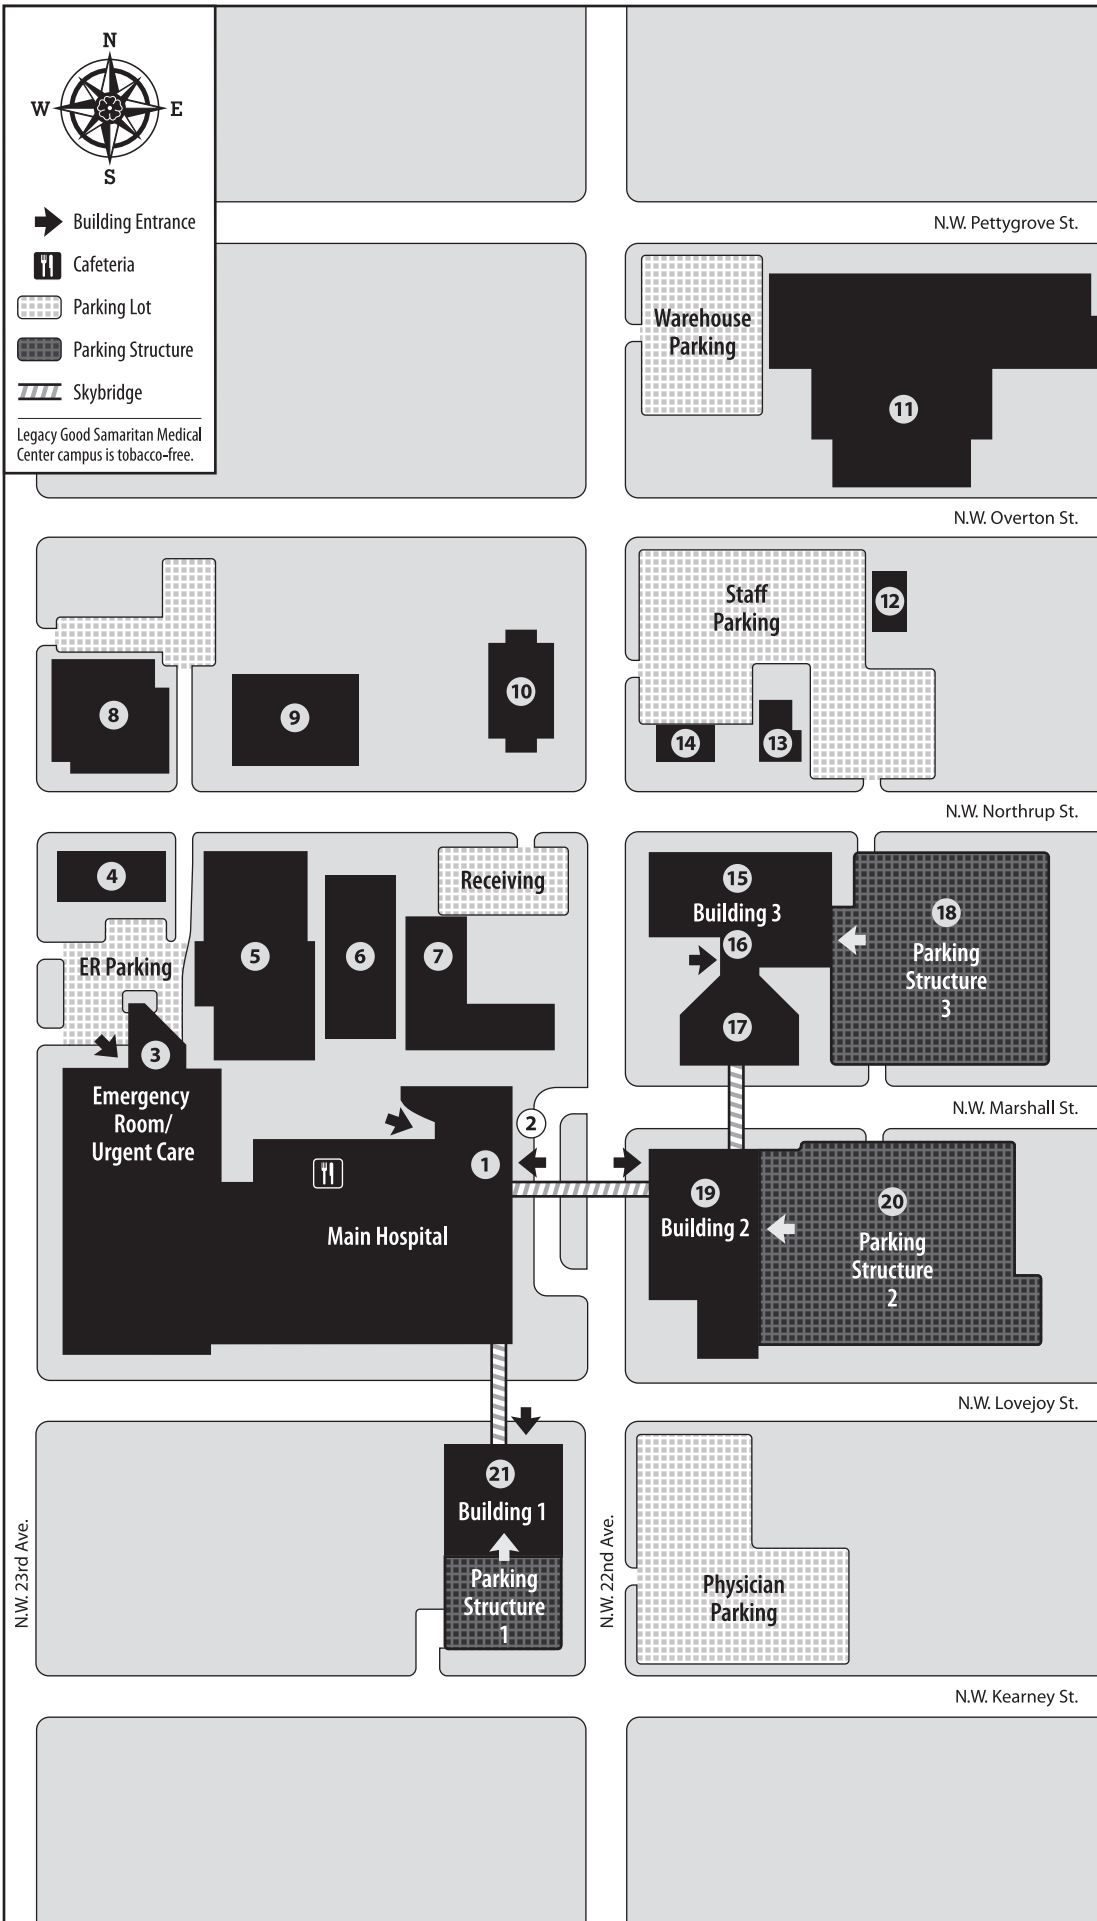 N
W
E
S
Building Entrance
Cafeteria
Parking Lot
Parking Structure
Skybridge
Legacy Good Samaritan Medical
Center campus is tobacco-free.
N.W. Pettygrove St.
Warehouse
Parking
11
N.W. Overton St.
Staff
Parking
12
8
9
10
14
13
N.W. Northrup St.
4
Receiving
15
Building 3
16
18
Parking
Structure
3
5
6
7
ER Parking
17
3
Emergency
Room/
Urgent Care
N.W. Marshall St.
2
1
Main Hospital
19
Building 2
20
Parking
Structure
2
N.W. Lovejoy St.
21
Building 1
Parking
Structure
1
N.W. 23rd Ave.
N.W. 22nd Ave.
Physician
Parking
N.W. Kearney St.